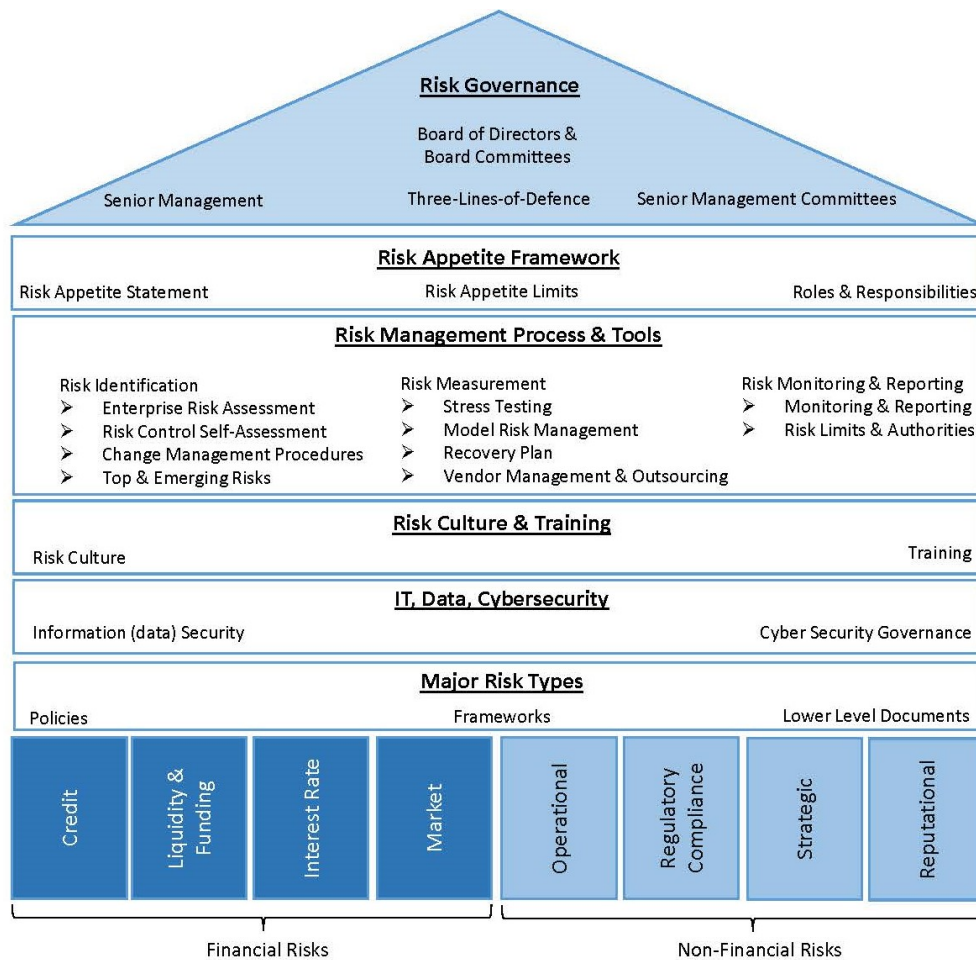 Risk Governance
Board of Directors &
Board Committees
Senior Management
Three-Lines-of-Defence
Senior Management Committees
Risk Appetite Framework
Risk Appetite Statement
Risk Appetite Limits
Roles & Responsibilities
Risk Management Process & Tools
Risk Identification
➢ Enterprise Risk Assessment
➢ Risk Control Self-Assessment
➢ Change Management Procedures
➢ Top & Emerging Risks
Risk Measurement
➢ Stress Testing
➢ Model Risk Management
➢ Recovery Plan
➢ Vendor Management & Outsourcing
Risk Monitoring & Reporting
➢ Monitoring & Reporting
➢ Risk Limits & Authorities
Risk Culture & Training
Risk Culture
Training
IT, Data, Cybersecurity
Information (data) Security
Cyber Security Governance
Major Risk Types
Policies
Frameworks
Lower Level Documents
Credit
Liquidity &
Funding
Interest Rate
Market
Operational
Regulatory
Compliance
Strategic
Reputational
Financial Risks
Non-Financial Risks